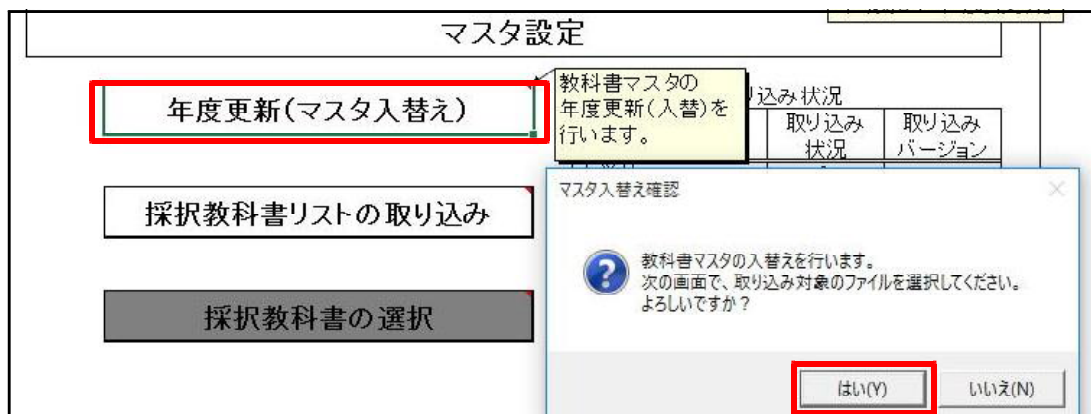 マスタ設定
年度更新(マスタ入替え)
教科書マスタの
年度更新(入替)を
行います。
り込み状況
取り込み
状況
取り込み
バージョン
採択教科書リストの取り込み
採択教科書の選択
マスタ入替え確認
教科書マスタの入替えを行います。
次の画面で、取り込み対象のファイルを選択してください。
よろしいですか？
はい(Y)
いいえ(N)